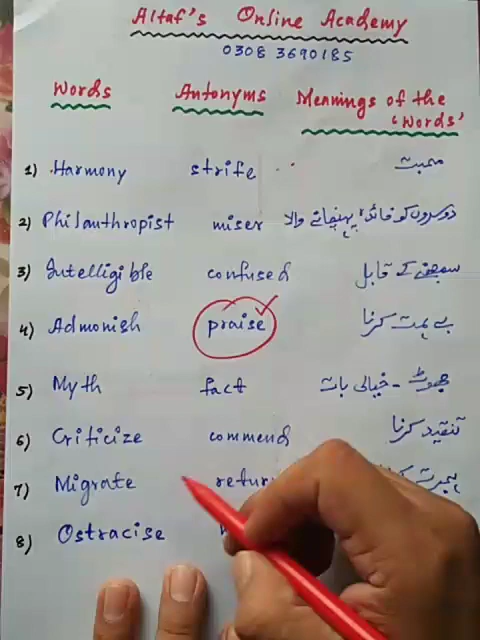 Altaf's Online Academy
0308 3690185
Words Antonyms Meanings of the 'Words'
1) Harmony strife محبت
2) Philanthropist miser دوسروں کو فائدہ پہنچانے والا
3) Intelligible confused سمجھنے کے قابل
4) Admonish praise بے ہمت کرنا
5) Myth fact جھوٹ - خیالی بات
6) Criticize commend تنقید کرنا
7) Migrate ہجرت
8) Ostracise